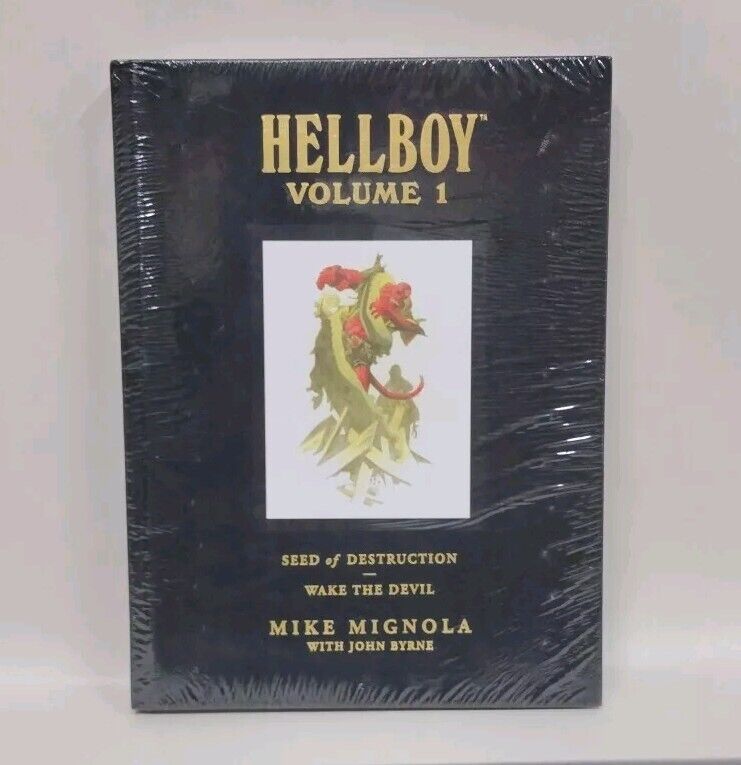 HELLBOY™
VOLUME 1
SEED of DESTRUCTION
—
WAKE THE DEVIL
MIKE MIGNOLA
WITH JOHN BYRNE